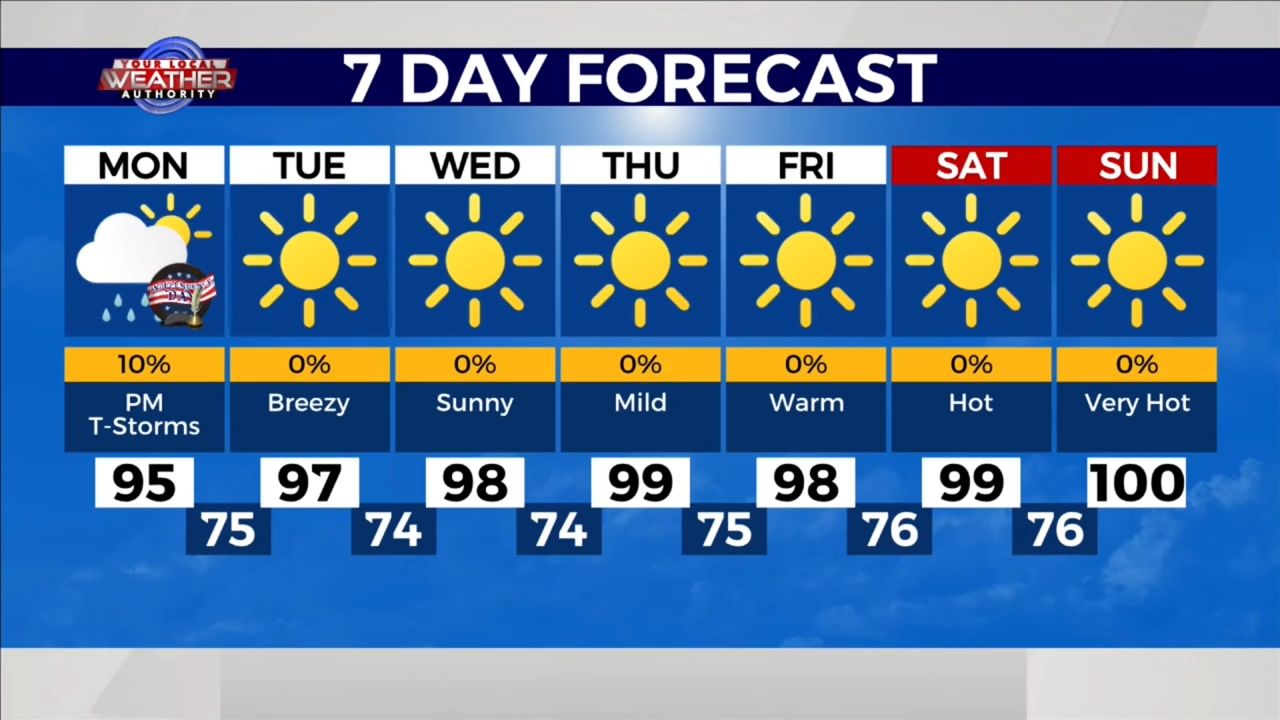 YOUR LOCAL
WEATHER
AUTHORITY
7 DAY FORECAST
MON TUE WED THU FRI SAT SUN
INDEPENDENCE
DAY
10% 0% 0% 0% 0% 0% 0%
PM Breezy Sunny Mild Warm Hot Very Hot
T-Storms
95 97 98 99 98 99 100
75 74 74 75 76 76